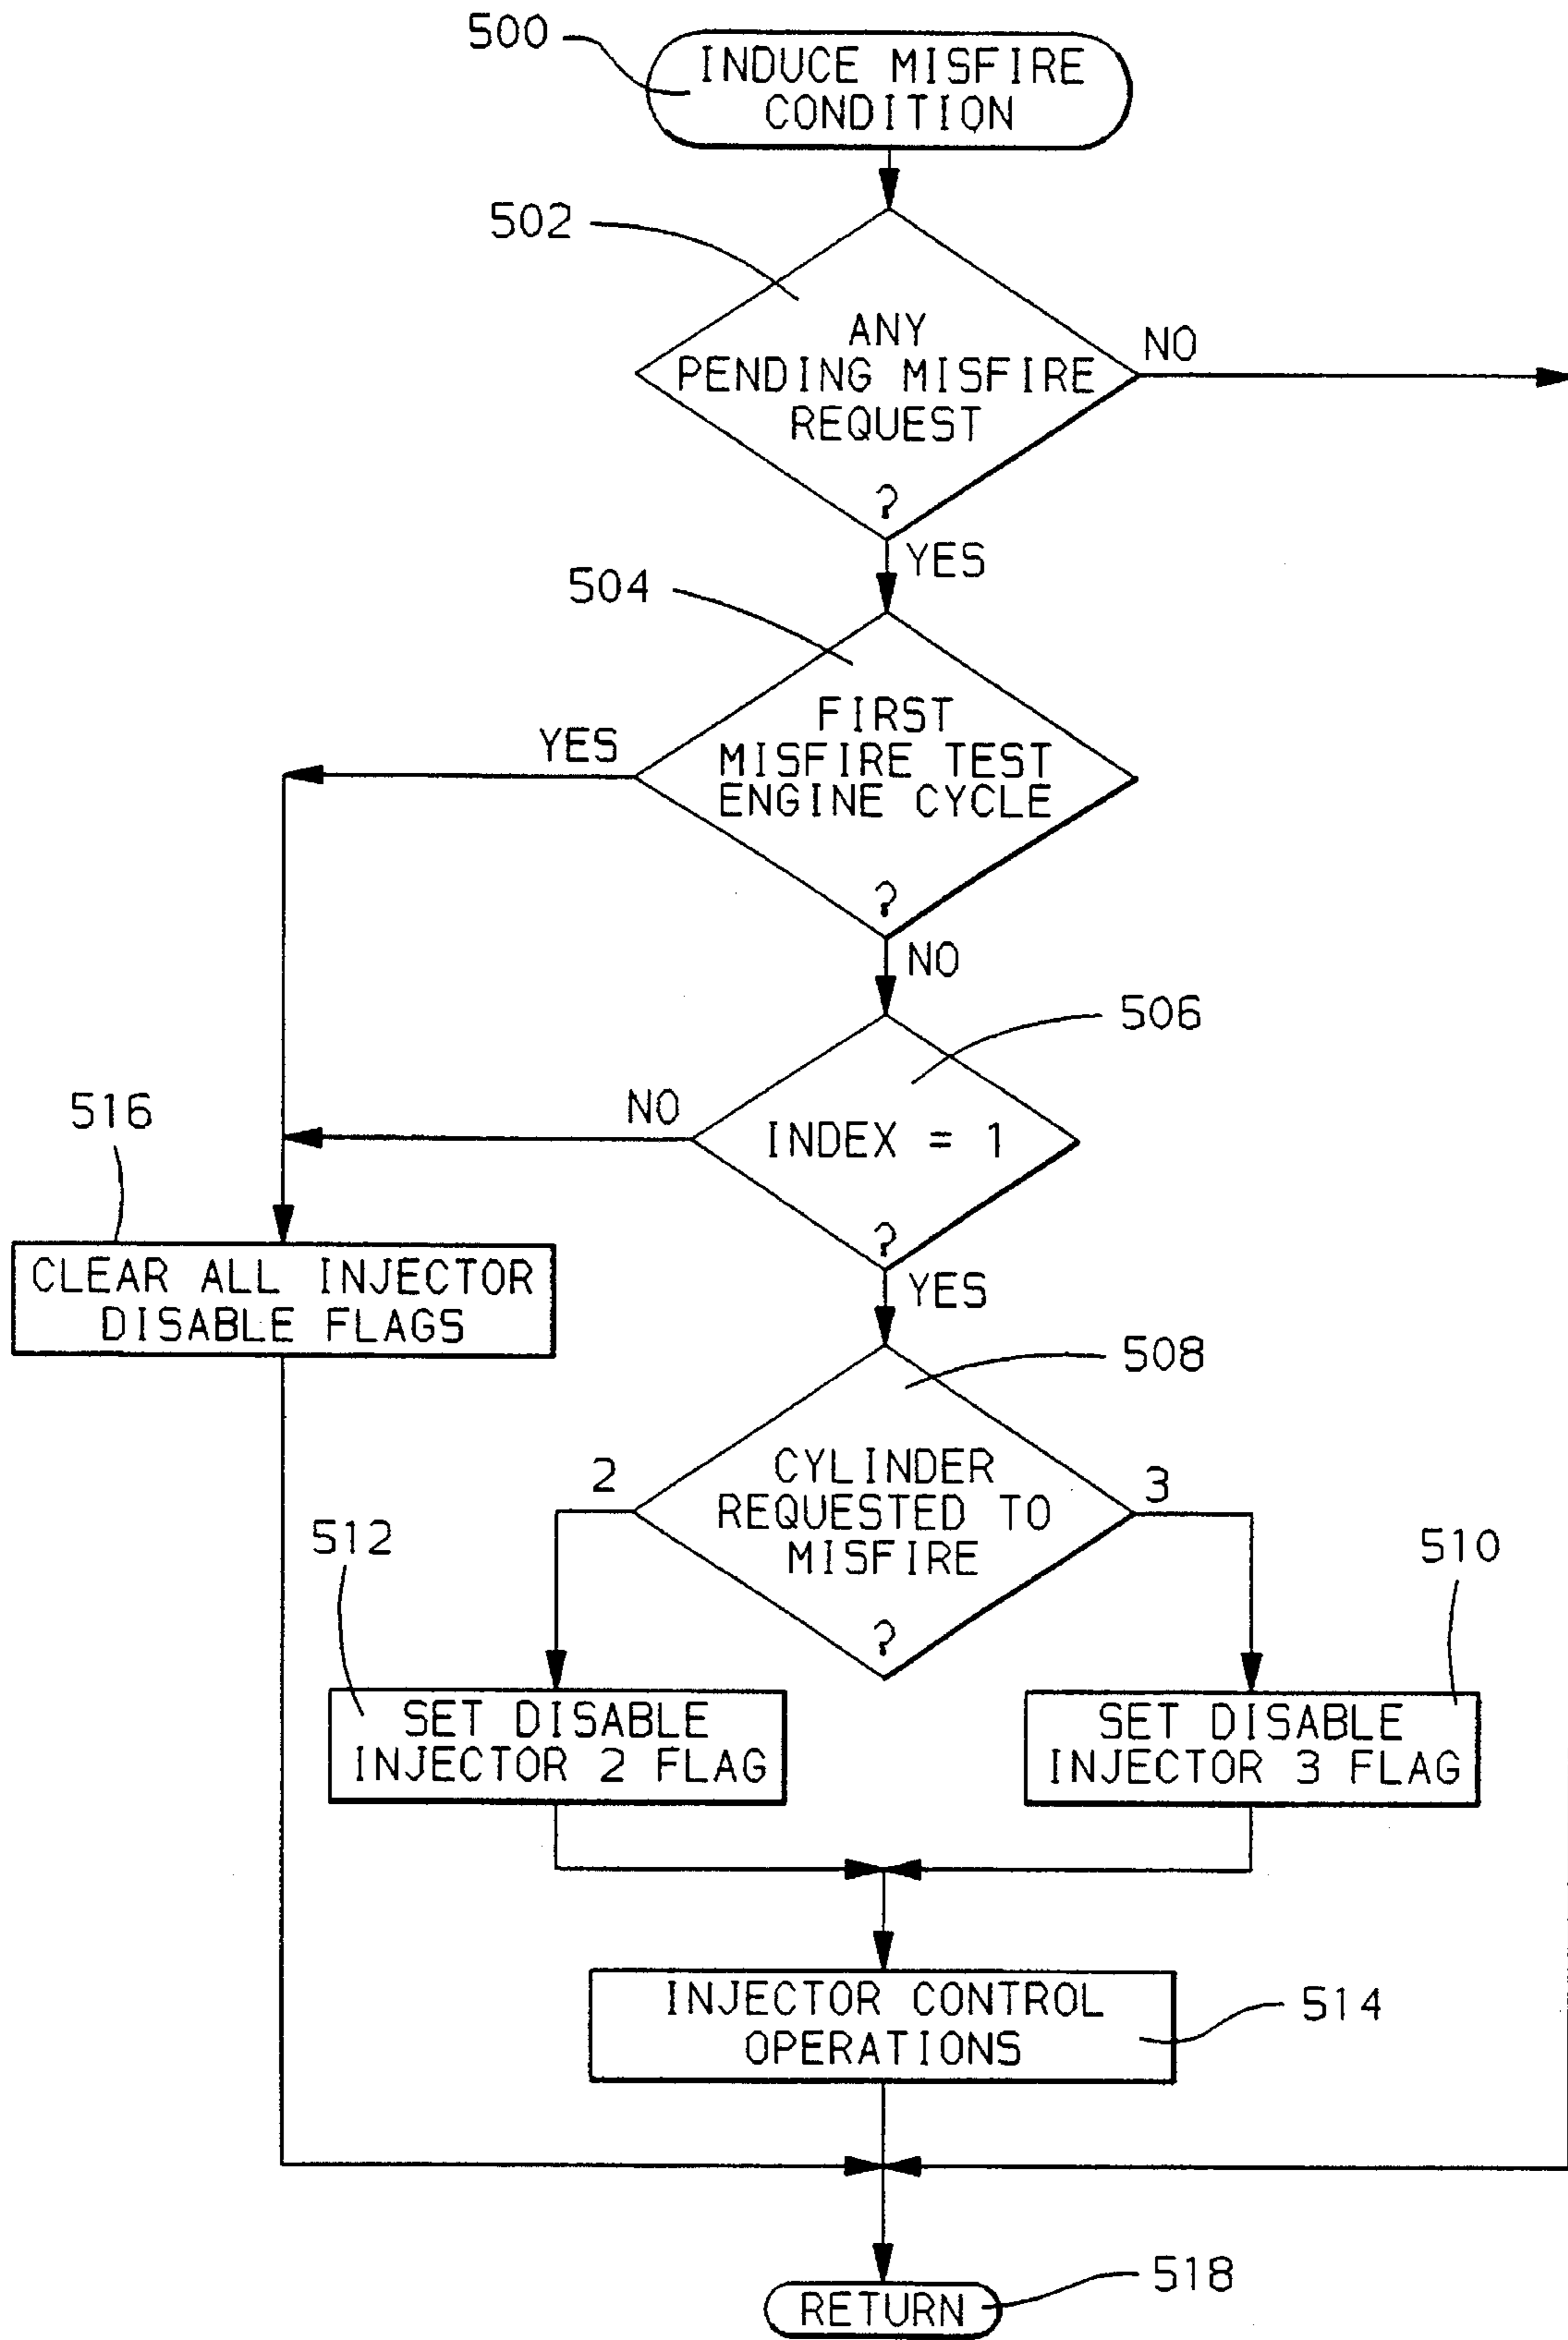 500
INDUCE MISFIRE
CONDITION
502
ANY
PENDING MISFIRE
REQUEST
?
NO
YES
504
FIRST
MISFIRE TEST
ENGINE CYCLE
?
YES
NO
506
INDEX = 1
?
NO
YES
516
CLEAR ALL INJECTOR
DISABLE FLAGS
508
CYLINDER
REQUESTED TO
MISFIRE
?
2
3
512
SET DISABLE
INJECTOR 2 FLAG
510
SET DISABLE
INJECTOR 3 FLAG
INJECTOR CONTROL
OPERATIONS
514
RETURN
518